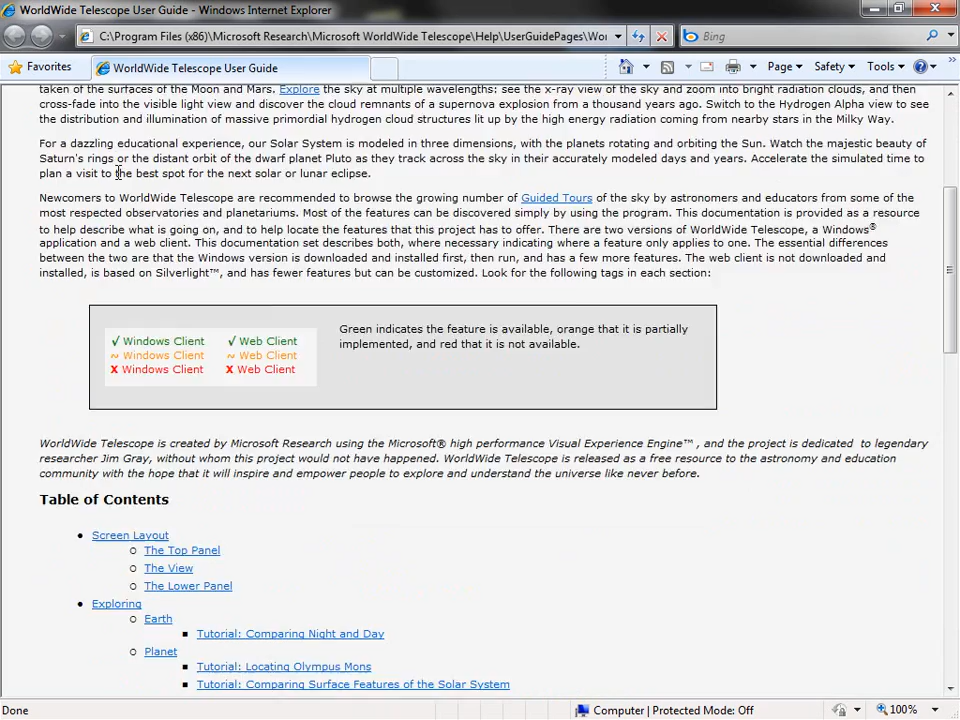 WorldWide Telescope User Guide - Windows Internet Explorer
C:\Program Files (x86)\Microsoft Research\Microsoft WorldWide Telescope\Help\UserGuidePages\Wor Bing
Favorites WorldWide Telescope User Guide Page Safety Tools
taken of the surfaces of the Moon and Mars. Explore the sky at multiple wavelengths: see the x-ray view of the sky and zoom into bright radiation clouds, and then
cross-fade into the visible light view and discover the cloud remnants of a supernova explosion from a thousand years ago. Switch to the Hydrogen Alpha view to see
the distribution and illumination of massive primordial hydrogen cloud structures lit up by the high energy radiation coming from nearby stars in the Milky Way.
For a dazzling educational experience, our Solar System is modeled in three dimensions, with the planets rotating and orbiting the Sun. Watch the majestic beauty of
Saturn's rings or the distant orbit of the dwarf planet Pluto as they track across the sky in their accurately modeled days and years. Accelerate the simulated time to
plan a visit to the best spot for the next solar or lunar eclipse.
Newcomers to WorldWide Telescope are recommended to browse the growing number of Guided Tours of the sky by astronomers and educators from some of the
most respected observatories and planetariums. Most of the features can be discovered simply by using the program. This documentation is provided as a resource
to help describe what is going on, and to help locate the features that this project has to offer. There are two versions of WorldWide Telescope, a Windows®
application and a web client. This documentation set describes both, where necessary indicating where a feature only applies to one. The essential differences
between the two are that the Windows version is downloaded and installed first, then run, and has a few more features. The web client is not downloaded and
installed, is based on Silverlight™, and has fewer features but can be customized. Look for the following tags in each section:
√ Windows Client √ Web Client
~ Windows Client ~ Web Client
X Windows Client X Web Client
Green indicates the feature is available, orange that it is partially
implemented, and red that it is not available.
WorldWide Telescope is created by Microsoft Research using the Microsoft® high performance Visual Experience Engine™ , and the project is dedicated to legendary
researcher Jim Gray, without whom this project would not have happened. WorldWide Telescope is released as a free resource to the astronomy and education
community with the hope that it will inspire and empower people to explore and understand the universe like never before.
Table of Contents
Screen Layout
The Top Panel
The View
The Lower Panel
Exploring
Earth
Tutorial: Comparing Night and Day
Planet
Tutorial: Locating Olympus Mons
Tutorial: Comparing Surface Features of the Solar System
Done Computer | Protected Mode: Off 100%